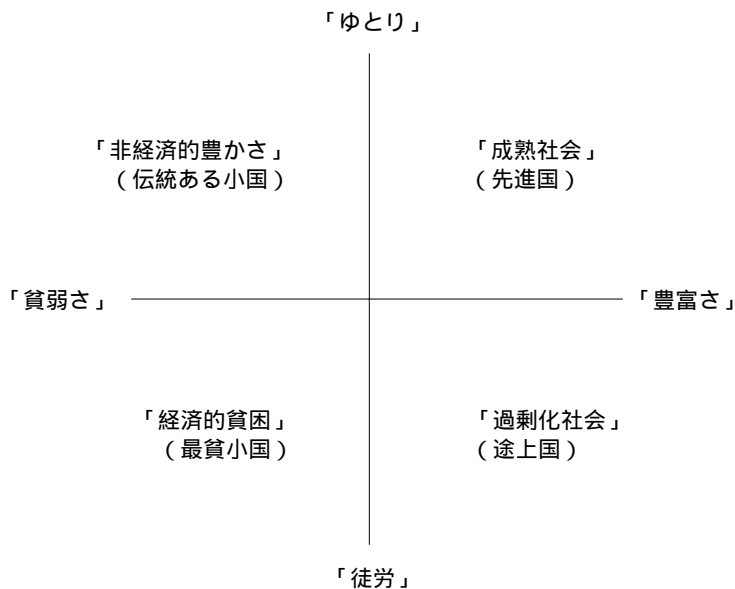 「ゆとり」
「非経済的豊かさ」
(伝統ある小国)
「成熟社会」
(先進国)
「貧弱さ」
「豊富さ」
「経済的貧困」
(最貧小国)
「過剰化社会」
(途上国)
「徒労」